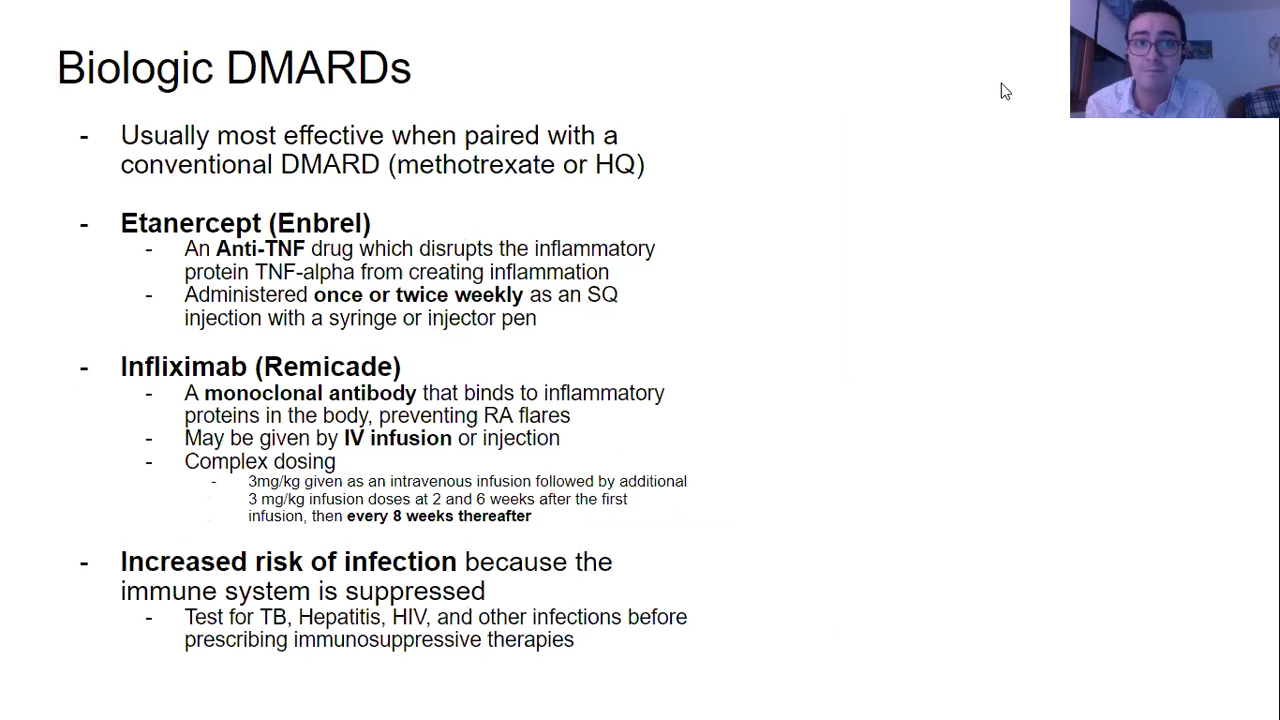 Biologic DMARDs
- Usually most effective when paired with a
conventional DMARD (methotrexate or HQ)
- Etanercept (Enbrel)
- An Anti-TNF drug which disrupts the inflammatory
protein TNF-alpha from creating inflammation
- Administered once or twice weekly as an SQ
injection with a syringe or injector pen
- Infliximab (Remicade)
- A monoclonal antibody that binds to inflammatory
proteins in the body, preventing RA flares
- May be given by IV infusion or injection
- Complex dosing
- 3mg/kg given as an intravenous infusion followed by additional
3 mg/kg infusion doses at 2 and 6 weeks after the first
infusion, then every 8 weeks thereafter
- Increased risk of infection because the
immune system is suppressed
- Test for TB, Hepatitis, HIV, and other infections before
prescribing immunosuppressive therapies